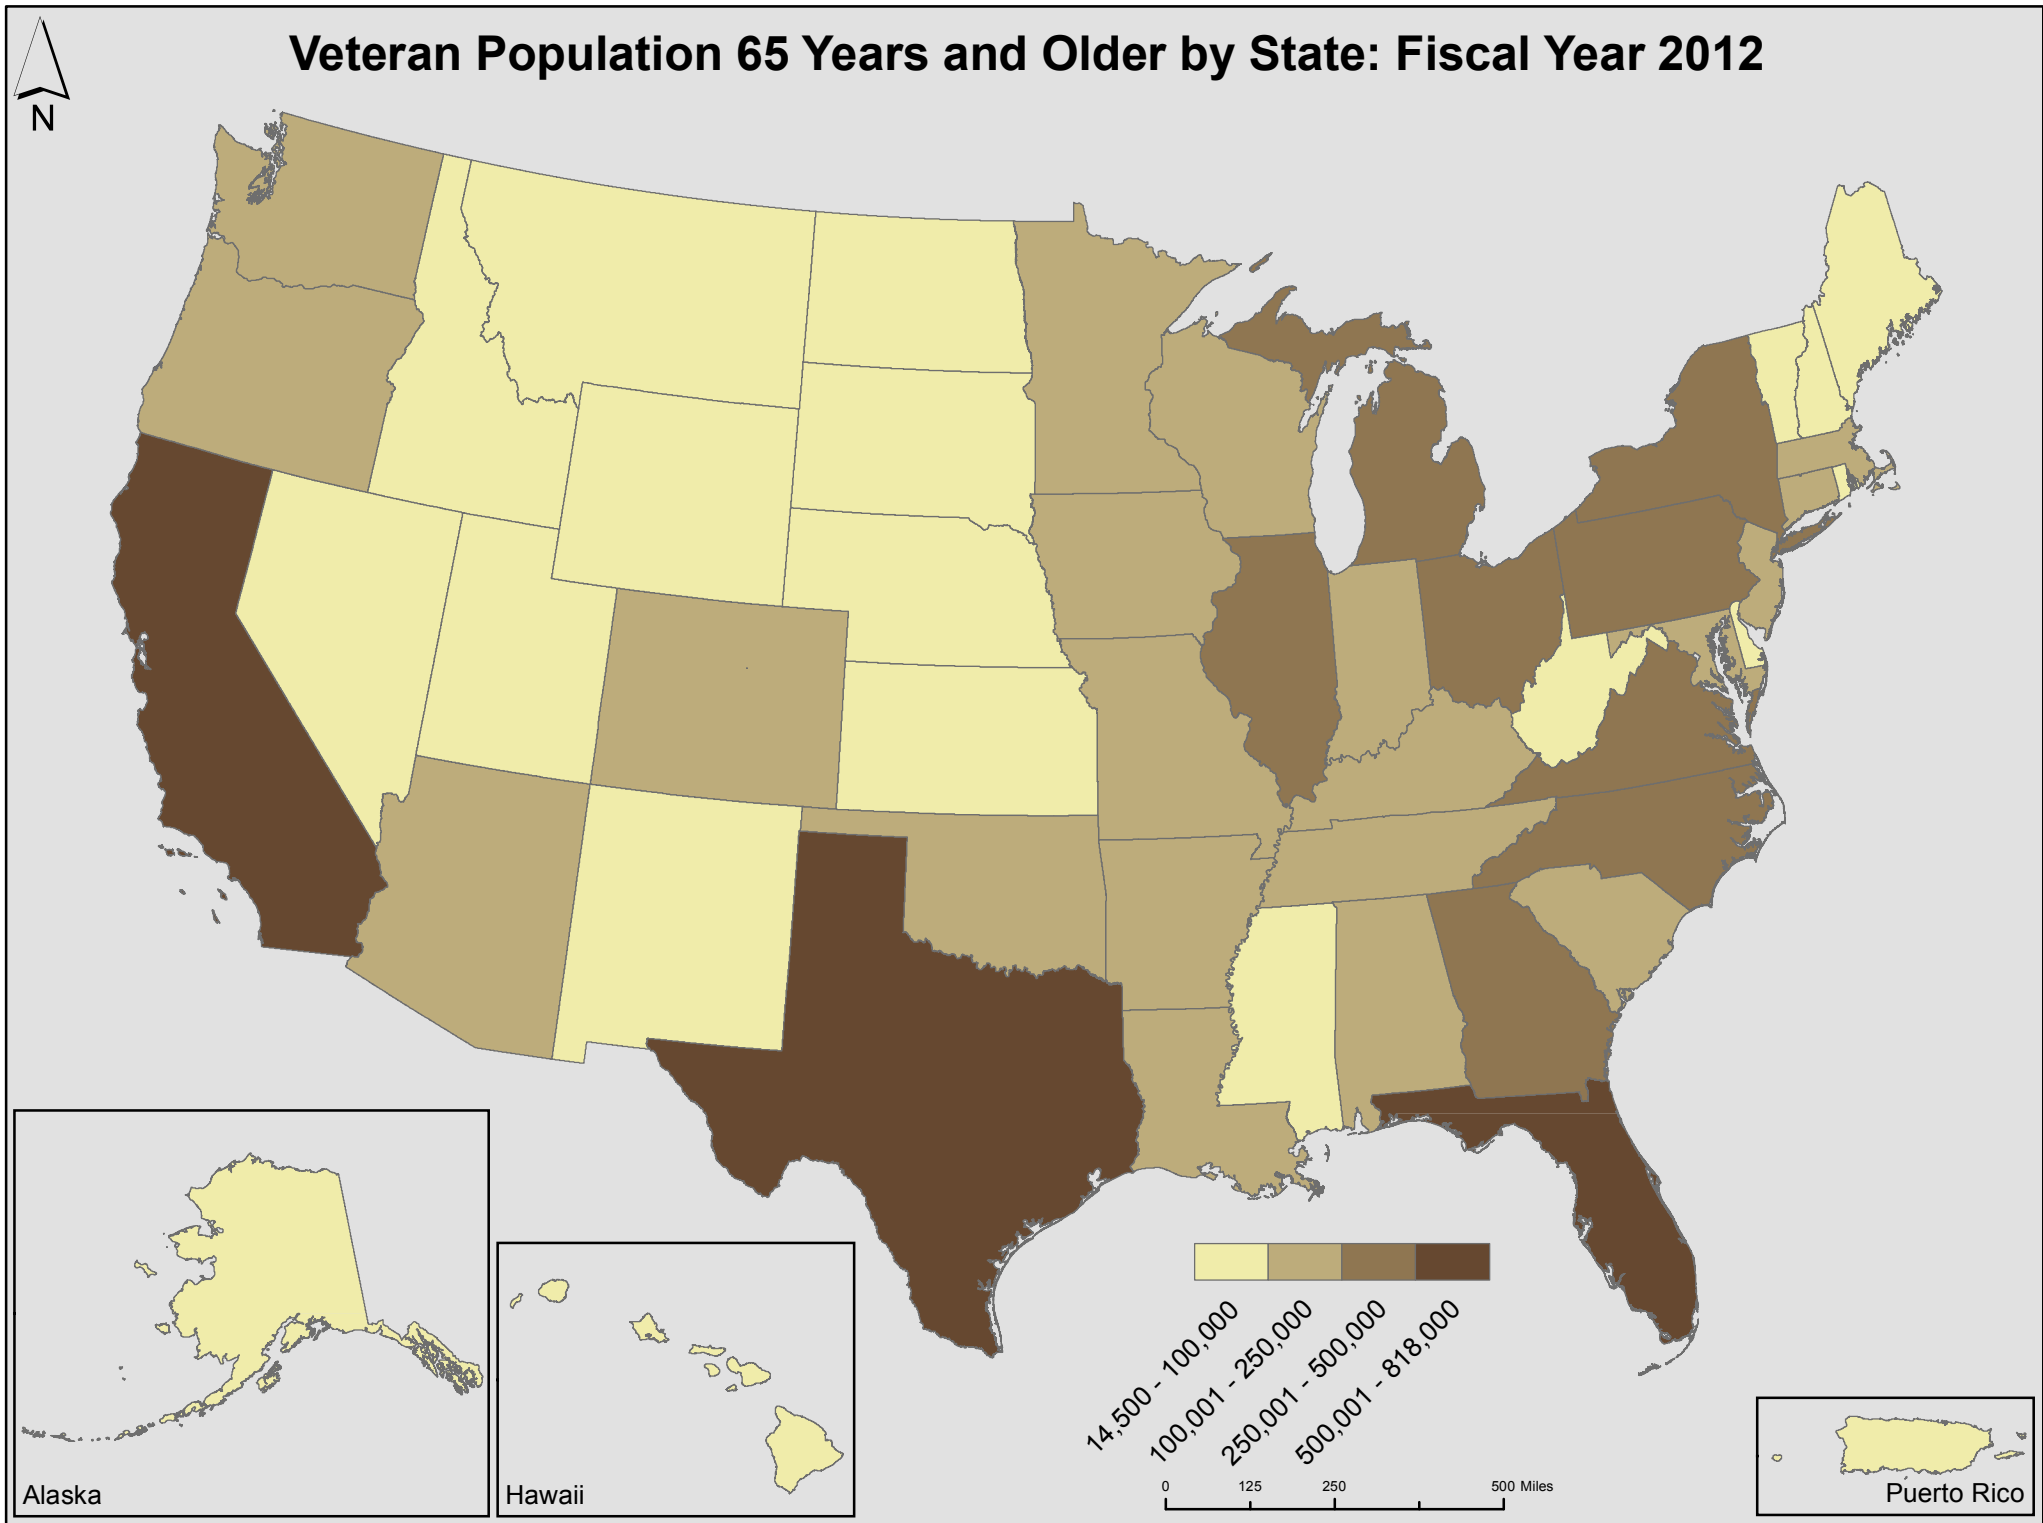 Veteran Population 65 Years and Older by State: Fiscal Year 2012
N
14,500 - 100,000
100,001 - 250,000
250,001 - 500,000
500,001 - 818,000
0 125 250 500 Miles
Alaska
Hawaii
Puerto Rico